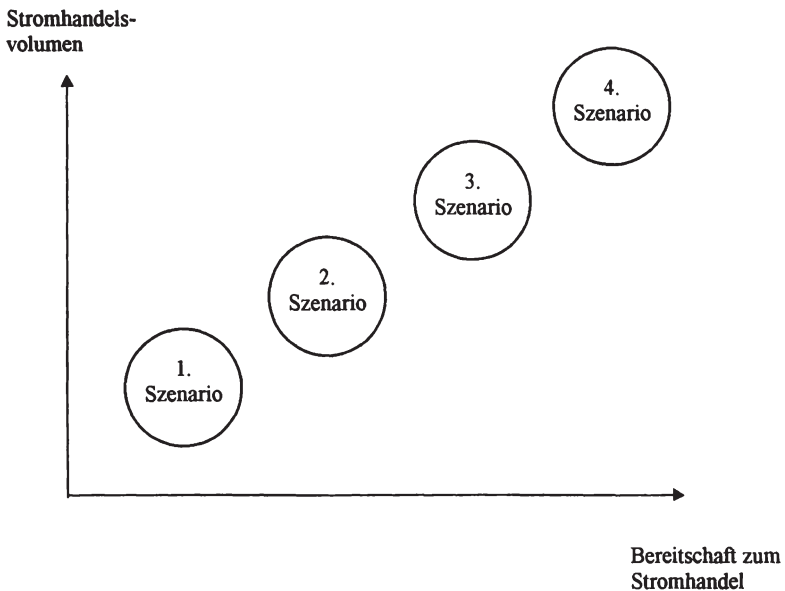 Stromhandels-
volumen
4.
Szenario
3.
Szenario
2.
Szenario
1.
Szenario
Bereitschaft zum
Stromhandel